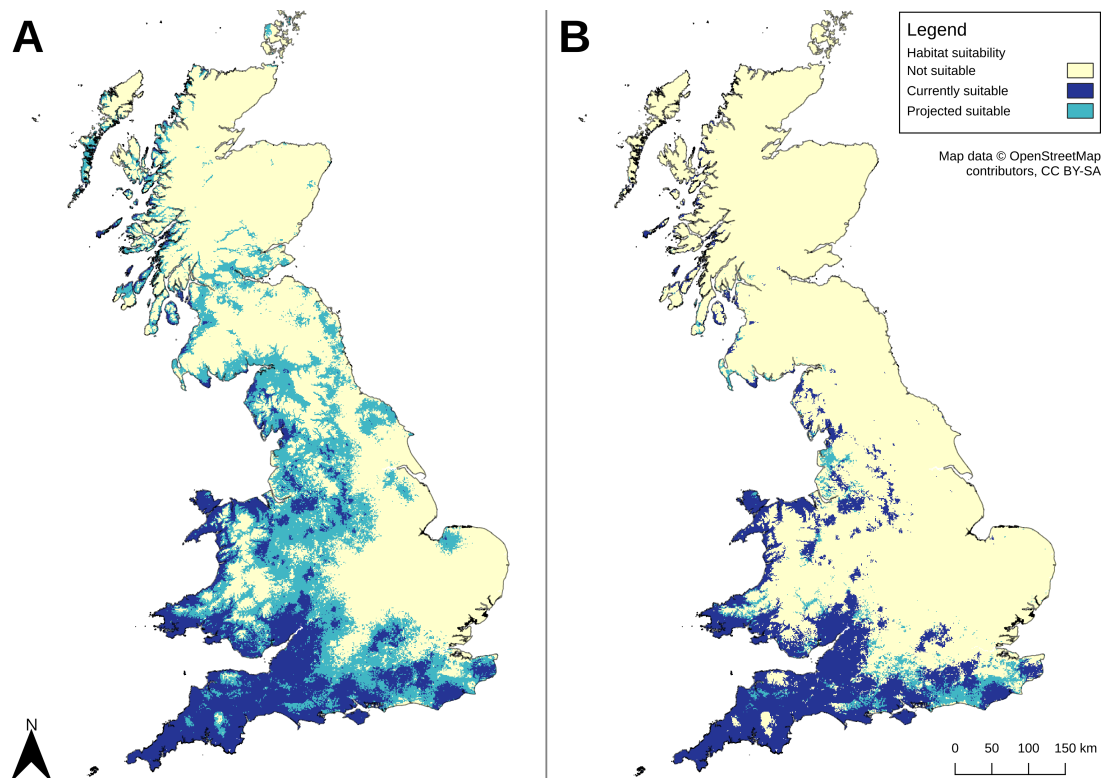 A
B
Legend
Habitat suitability
Not suitable
Currently suitable
Projected suitable
Map data © OpenStreetMap
contributors, CC BY-SA
N
0 50 100 150 km